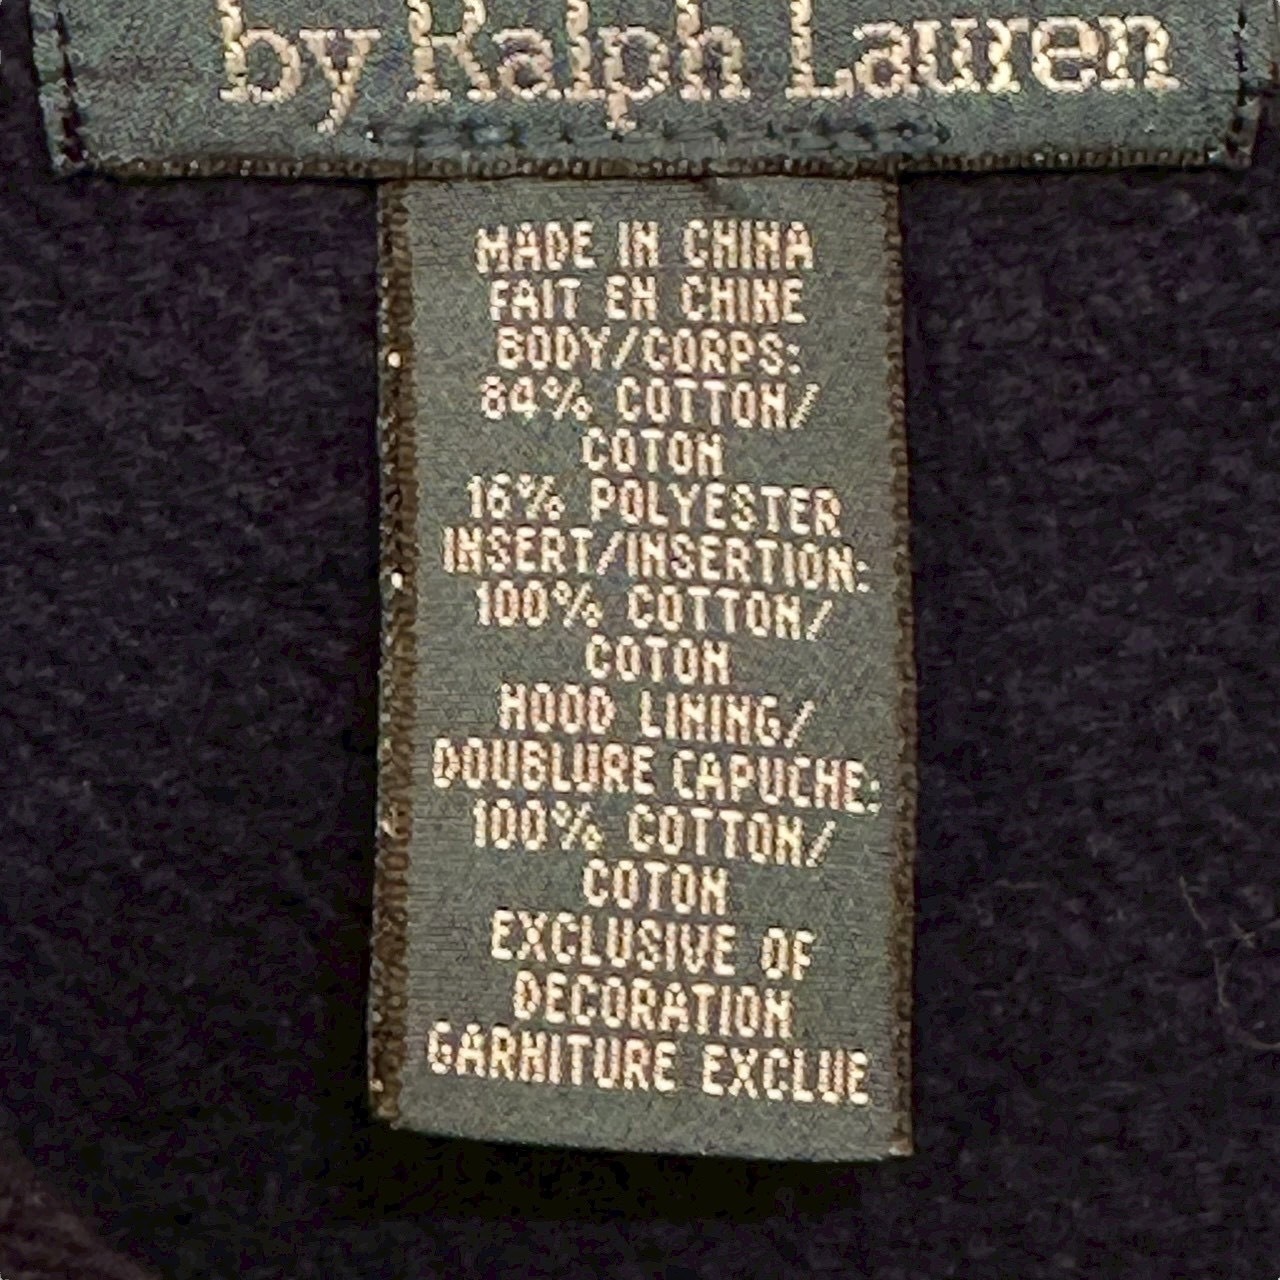 by Ralph Lauren
MADE IN CHINA
FAIT EN CHINE
BODY/CORPS:
84% COTTON/
COTON
16% POLYESTER
INSERT/INSERTION:
100% COTTON/
COTON
HOOD LINING/
DOUBLURE CAPUCHE:
100% COTTON/
COTON
EXCLUSIVE OF
DECORATION
GARNITURE EXCLUE